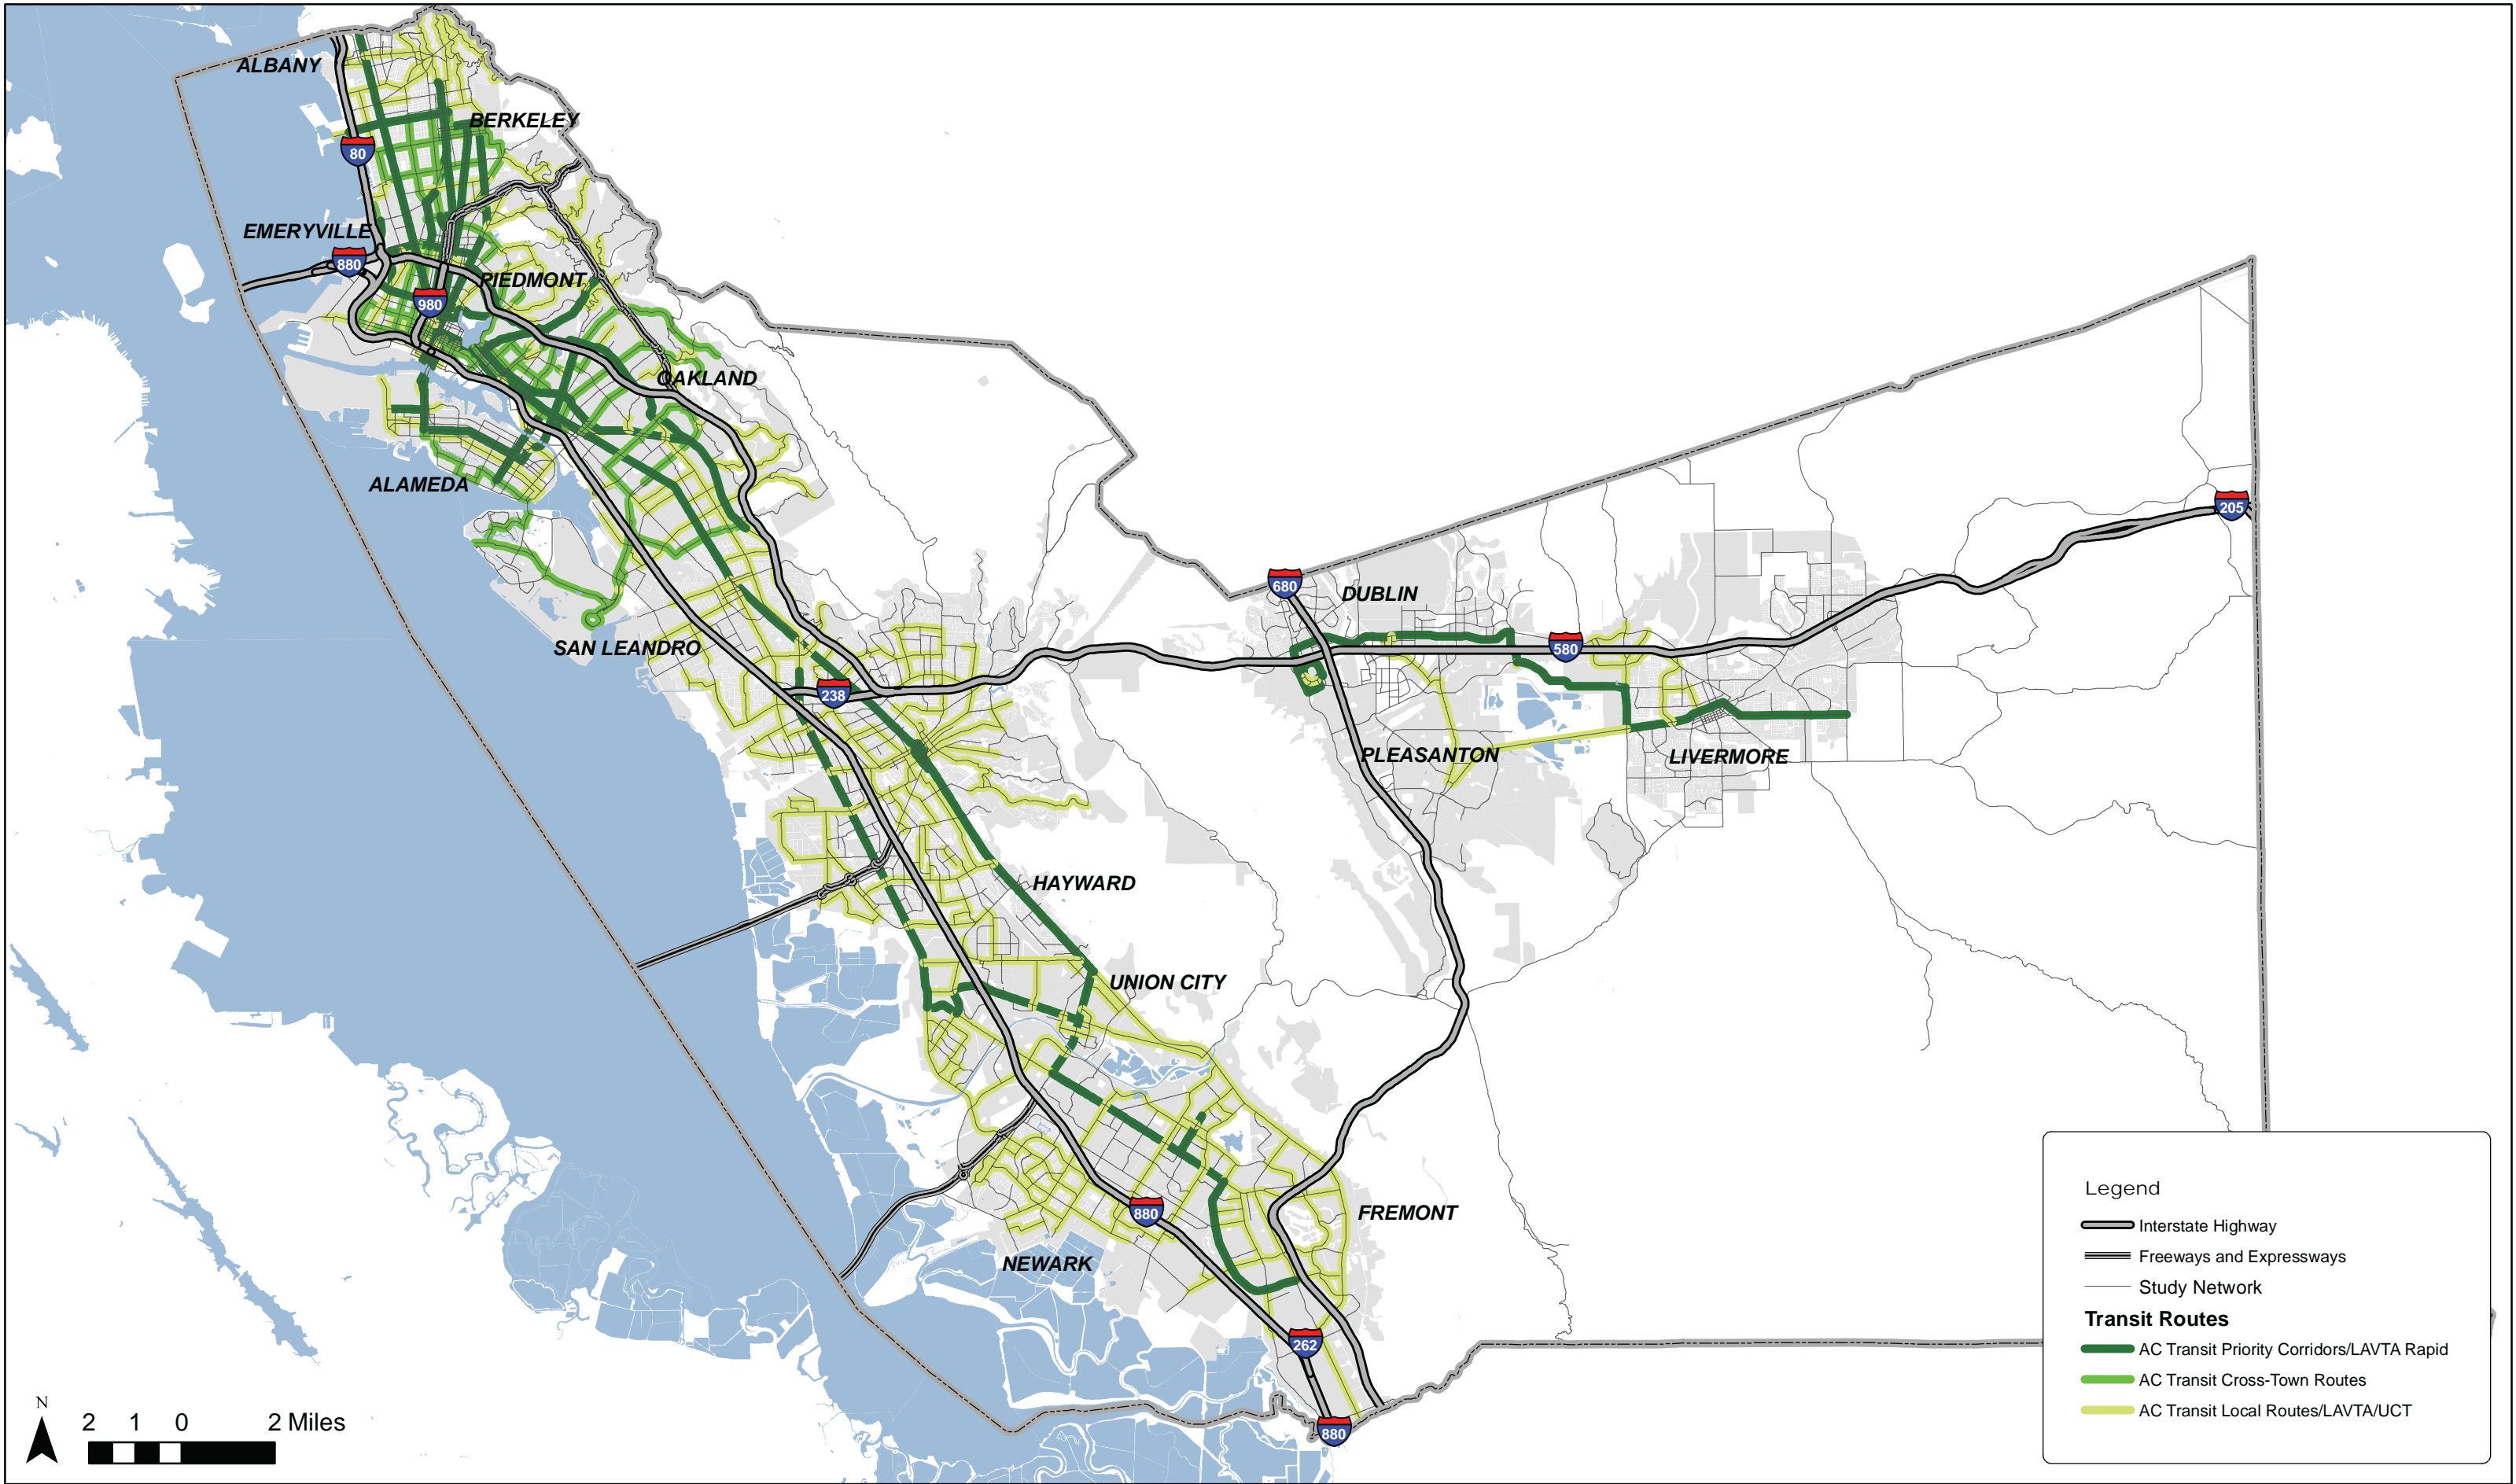 ALBANY
BERKELEY
80
EMERYVILLE
880
PIEDMONT
980
OAKLAND
ALAMEDA
205
680
DUBLIN
SAN LEANDRO
580
238
PLEASANTON
LIVERMORE
HAYWARD
UNION CITY
880
FREMONT
NEWARK
262
880
N
2 1 0 2 Miles
Legend
Interstate Highway
Freeways and Expressways
Study Network
Transit Routes
AC Transit Priority Corridors/LAVTA Rapid
AC Transit Cross-Town Routes
AC Transit Local Routes/LAVTA/UCT